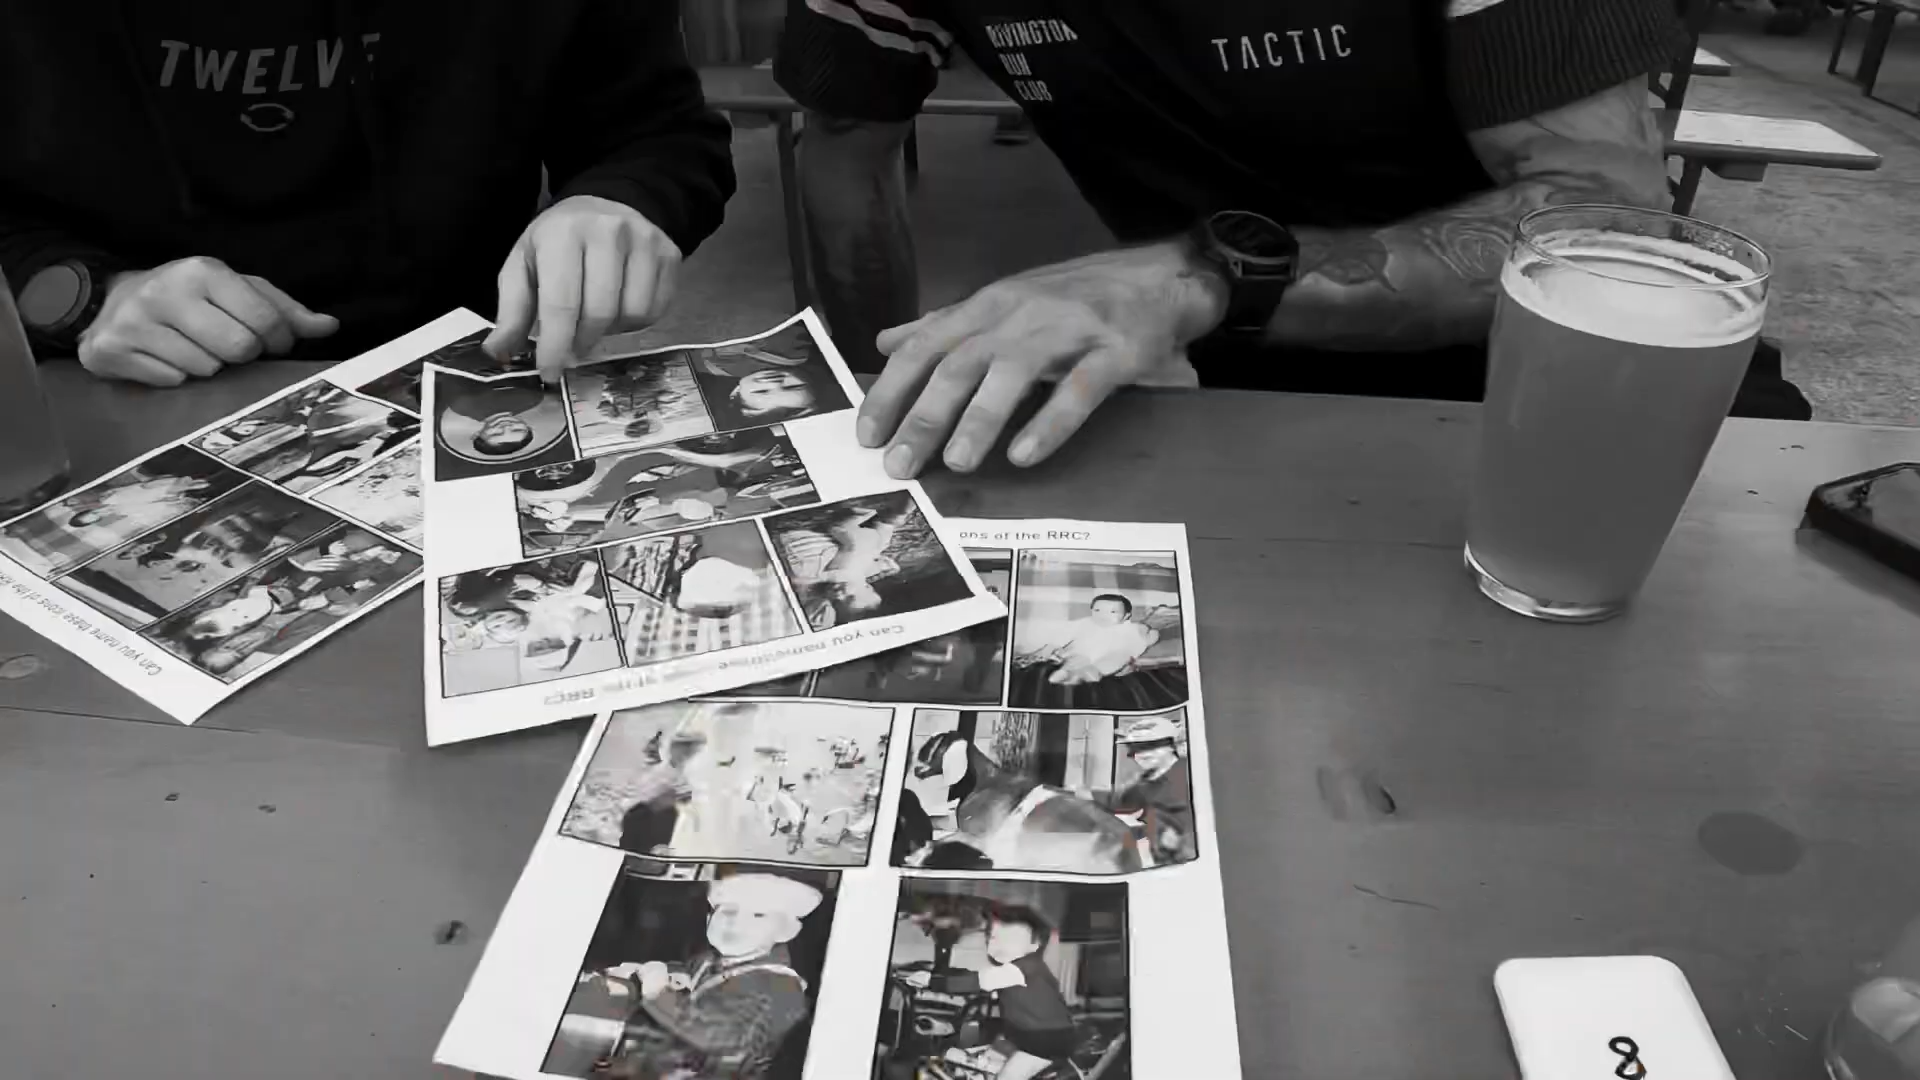 TWELVE
RIVINGTON
RUN
CLUB
TACTIC
ons of the RRC?
Can you name these
of the RRC?
Can you name these icons of the RRC?
8